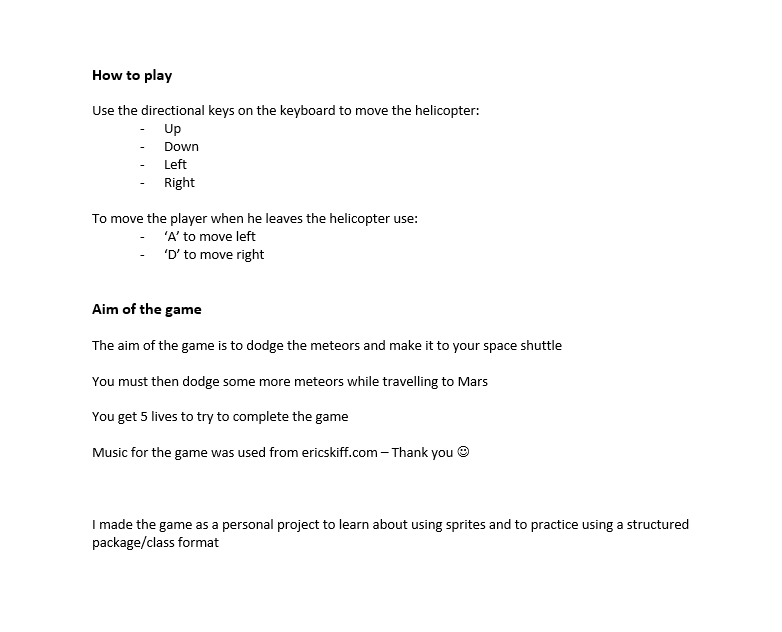 How to play
Use the directional keys on the keyboard to move the helicopter:
- Up
- Down
- Left
- Right
To move the player when he leaves the helicopter use:
- ‘A’ to move left
- ‘D’ to move right
Aim of the game
The aim of the game is to dodge the meteors and make it to your space shuttle
You must then dodge some more meteors while travelling to Mars
You get 5 lives to try to complete the game
Music for the game was used from ericskiff.com – Thank you ☺
I made the game as a personal project to learn about using sprites and to practice using a structured
package/class format